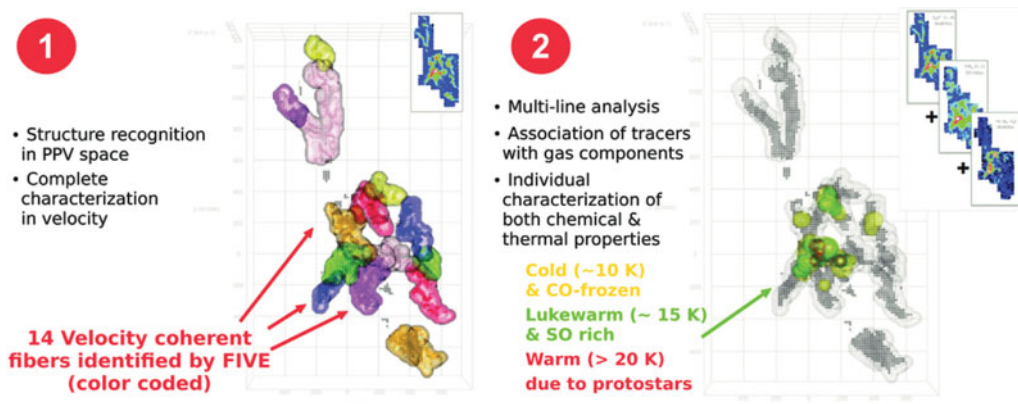 1
• Structure recognition
in PPV space
• Complete
characterization
in velocity
14 Velocity coherent
fibers identified by FIVE
(color coded)
2
• Multi-line analysis
• Association of tracers
with gas components
• Individual
characterization of
both chemical &
thermal properties
Cold (~10 K)
& CO-frozen
Lukewarm (~ 15 K)
& SO rich
Warm (> 20 K)
due to protostars
+
+